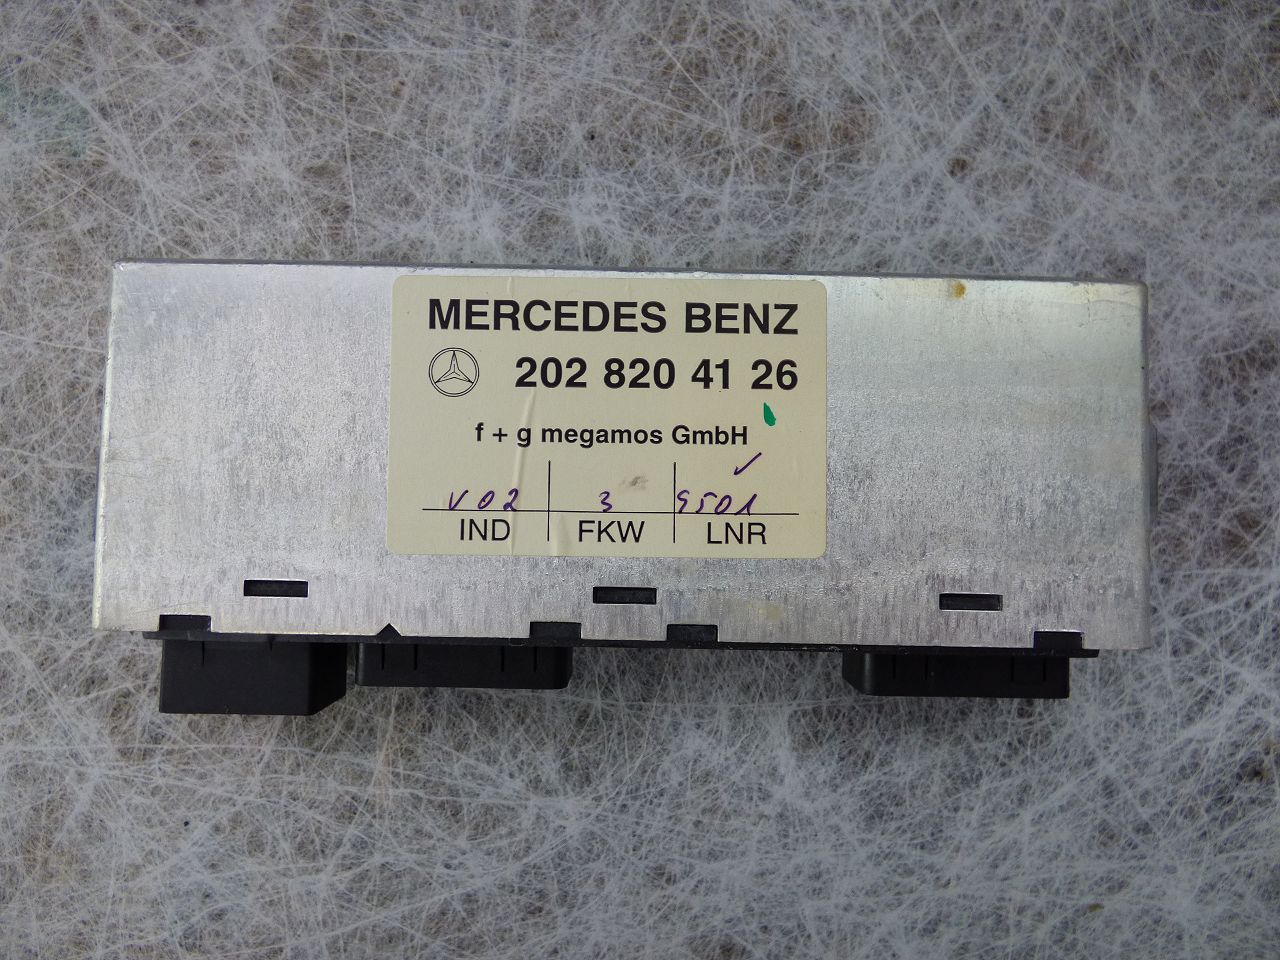 MERCEDES BENZ
202 820 41 26
f + g megamos GmbH
V02 3 9501
IND FKW LNR